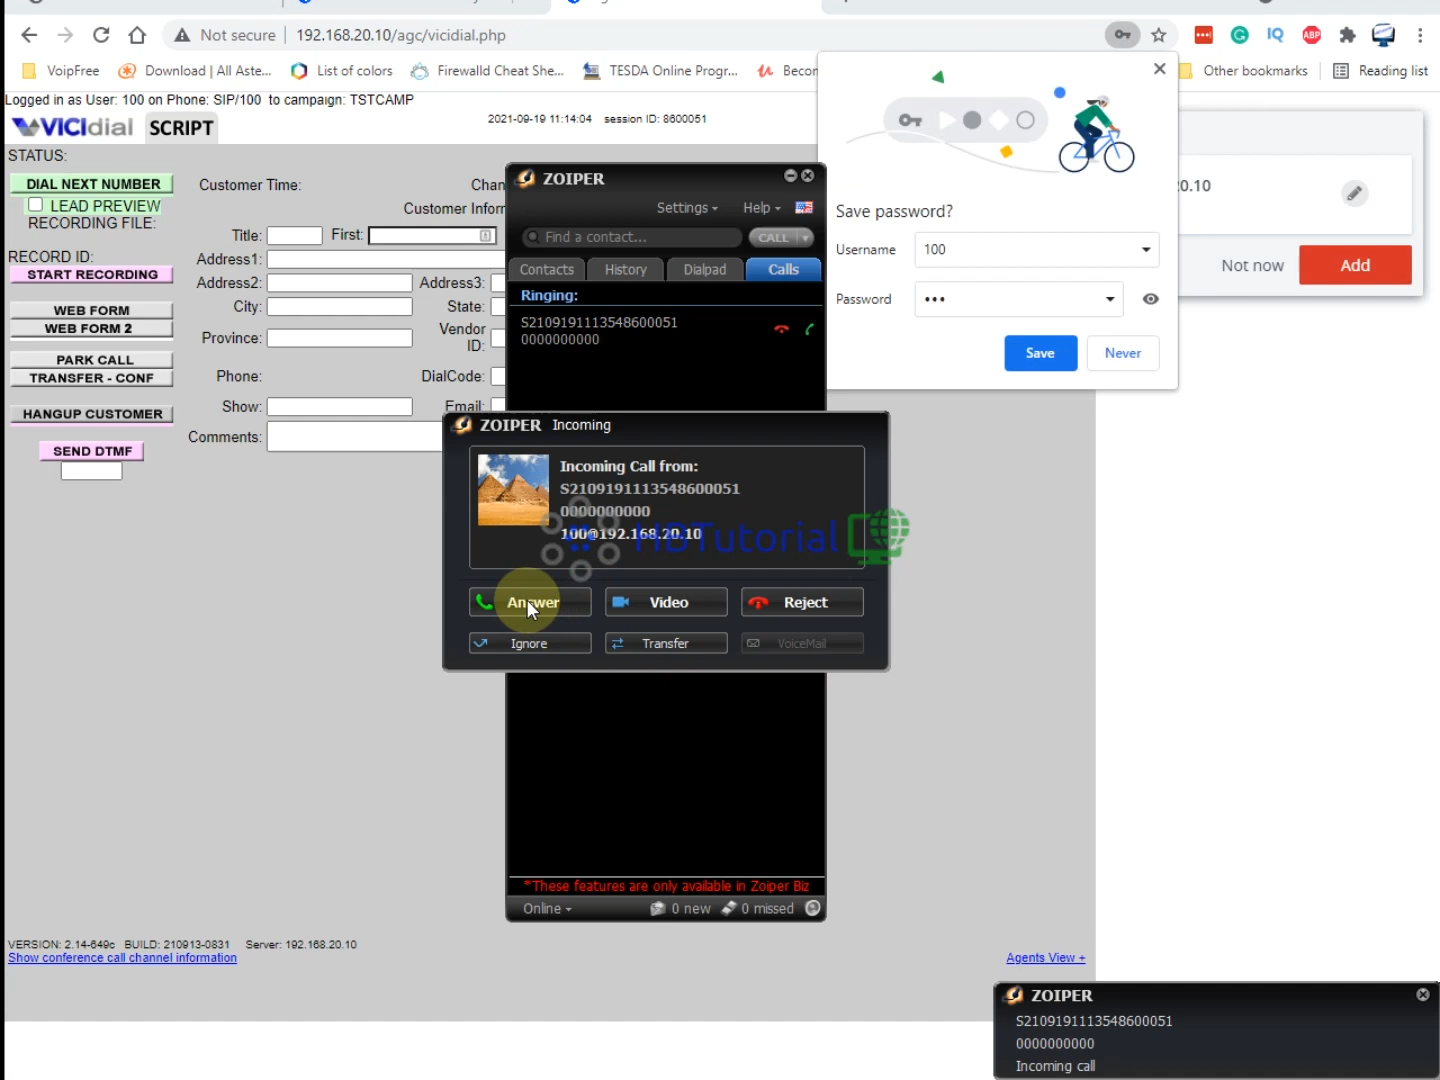 Not secure
192.168.20.10/agc/vicidial.php
IQ
ABP
VoipFree
Download | All Aste...
List of colors
Firewalld Cheat She...
TESDA Online Progr...
Becon
Other bookmarks
Reading list
Logged in as User: 100 on Phone: SIP/100 to campaign: TSTCAMP
VICIdial
SCRIPT
2021-09-19 11:14:04 session ID: 8600051
STATUS:
DIAL NEXT NUMBER
LEAD PREVIEW
RECORDING FILE:
RECORD ID:
START RECORDING
WEB FORM
WEB FORM 2
PARK CALL
TRANSFER - CONF
HANGUP CUSTOMER
SEND DTMF
Customer Time:
Chan
Customer Inforr
Title:
First:
Address1:
Address2:
Address3:
City:
State:
Province:
Vendor
ID:
Phone:
DialCode:
Show:
Email:
Comments:
ZOIPER
Settings
Help
Find a contact...
CALL
Contacts
History
Dialpad
Calls
Ringing:
S2109191113548600051
0000000000
Save password?
Username
100
Password
•••
Save
Never
0.10
Not now
Add
ZOIPER Incoming
Incoming Call from:
S2109191113548600051
0000000000
100@192.168.20.10
HBTutorial
Answer
Video
Reject
Ignore
Transfer
VoiceMail
*These features are only available in Zoiper Biz
Online
0 new
0 missed
VERSION: 2.14-649c BUILD: 210913-0831 Server: 192.168.20.10
Show conference call channel information
Agents View +
ZOIPER
S2109191113548600051
0000000000
Incoming call